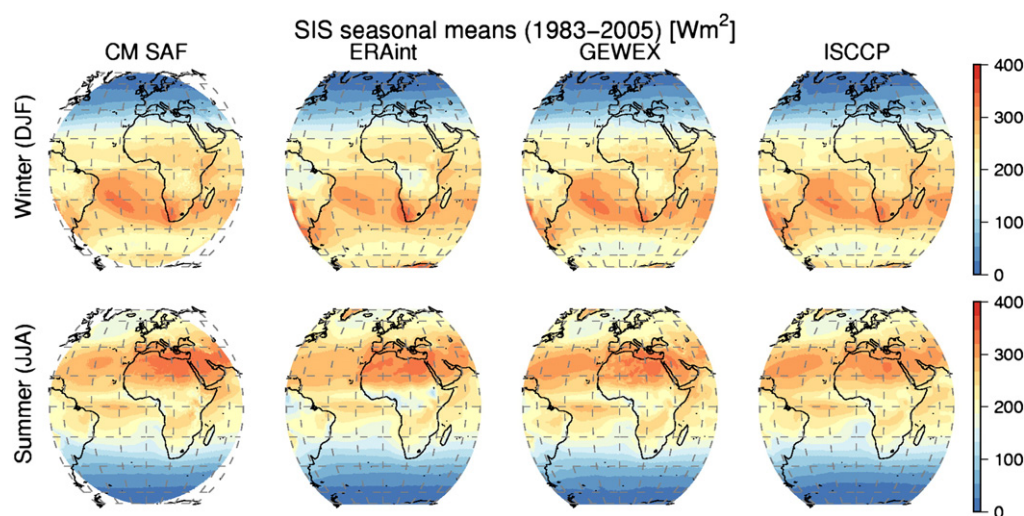 SIS seasonal means (1983−2005) [Wm²]
CM SAF ERAint GEWEX ISCCP
Winter (DJF)
400
300
200
100
0
Summer (JJA)
400
300
200
100
0